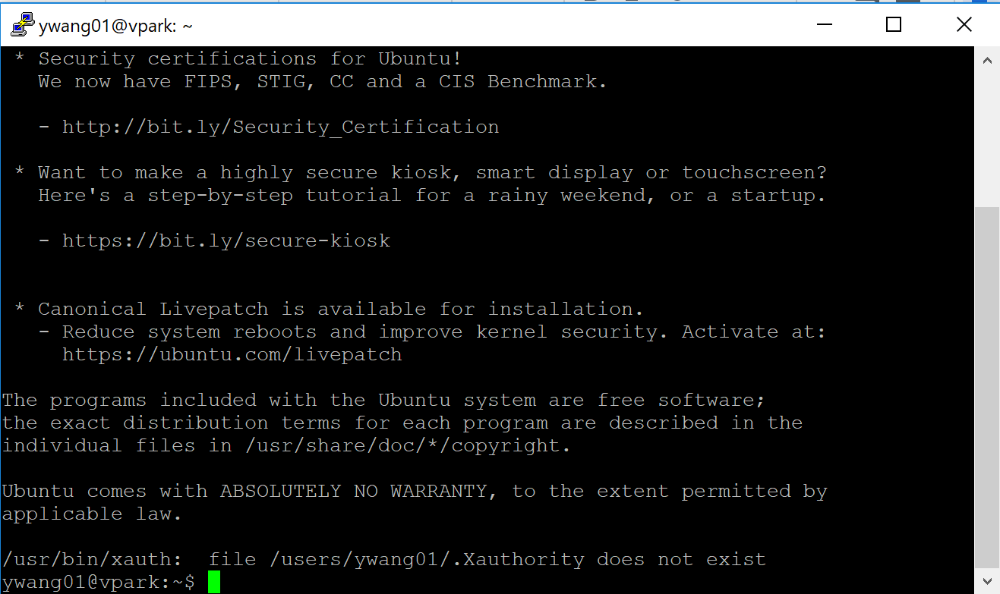 ywang01@vpark: ~
* Security certifications for Ubuntu!
We now have FIPS, STIG, CC and a CIS Benchmark.
- http://bit.ly/Security_Certification
* Want to make a highly secure kiosk, smart display or touchscreen?
Here's a step-by-step tutorial for a rainy weekend, or a startup.
- https://bit.ly/secure-kiosk
* Canonical Livepatch is available for installation.
- Reduce system reboots and improve kernel security. Activate at:
https://ubuntu.com/livepatch
The programs included with the Ubuntu system are free software;
the exact distribution terms for each program are described in the
individual files in /usr/share/doc/*/copyright.
Ubuntu comes with ABSOLUTELY NO WARRANTY, to the extent permitted by
applicable law.
/usr/bin/xauth:  file /users/ywang01/.Xauthority does not exist
ywang01@vpark:~$